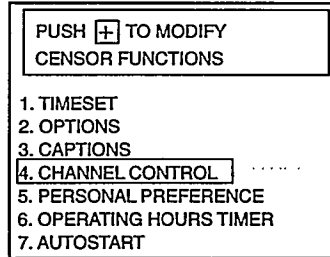 PUSH + TO MODIFY
CENSOR FUNCTIONS
1. TIMESET
2. OPTIONS
3. CAPTIONS
4. CHANNEL CONTROL
5. PERSONAL PREFERENCE
6. OPERATING HOURS TIMER
7. AUTOSTART